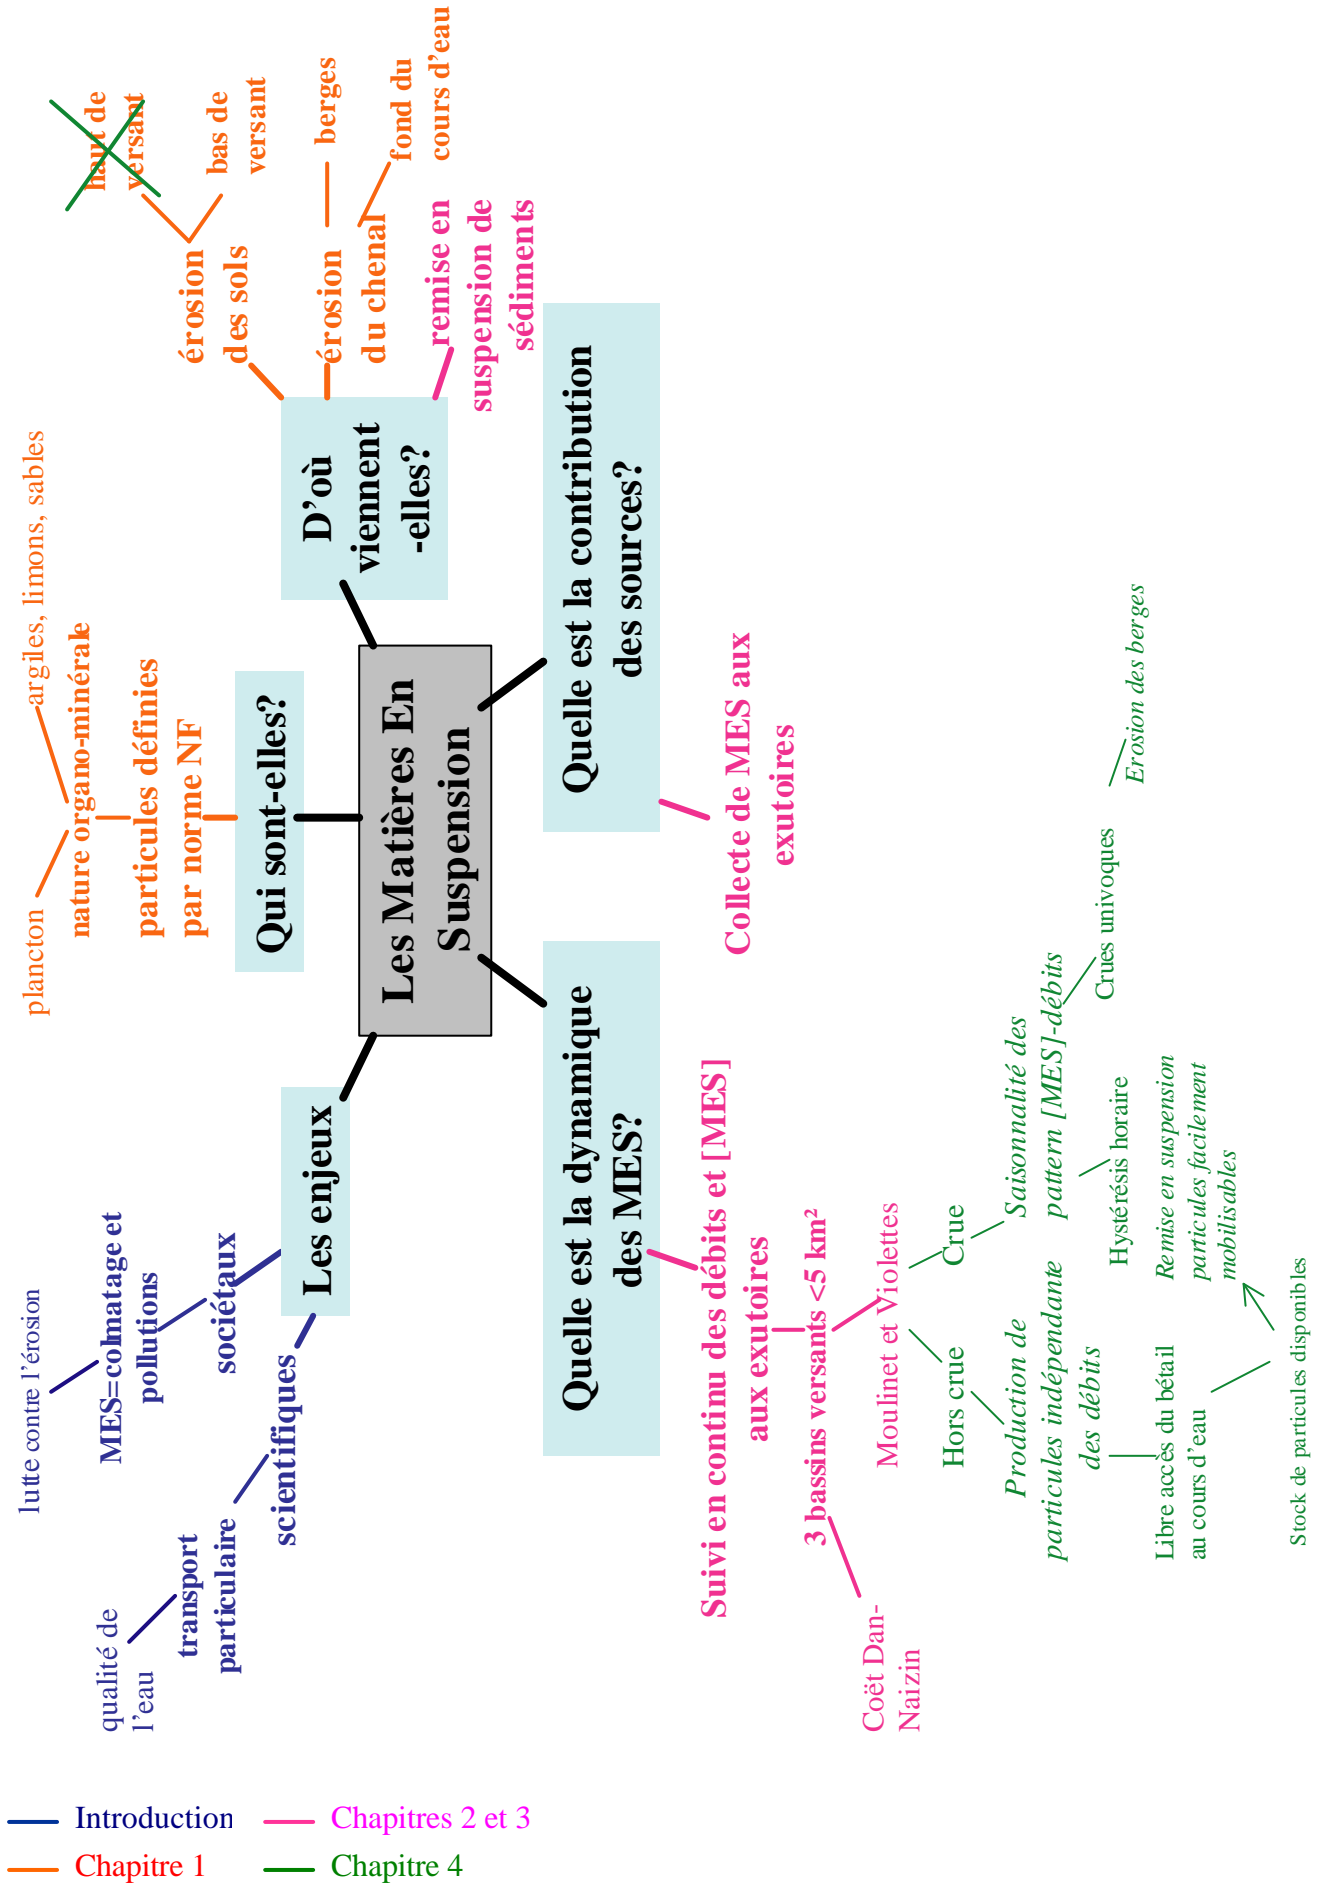 lutte contre l'érosion
MES=colmatage et
pollutions
sociétaux
qualité de
l'eau
transport
particulaire
scientifiques
Les enjeux
plancton
argiles, limons, sables
nature organo-minérale
particules définies
par norme NF
Qui sont-elles?
haut de
versant
bas de
versant
érosion
des sols
berges
érosion
du chenal
fond du
cours d'eau
remise en
suspension de
sédiments
D'où
viennent
-elles?
Les Matières En
Suspension
Quelle est la dynamique
des MES?
Quelle est la contribution
des sources?
Collecte de MES aux
exutoires
Suivi en continu des débits et [MES]
aux exutoires
3 bassins versants <5 km²
Coët Dan-
Naizin
Moulinet et Violettes
Hors crue
Crue
Production de
particules indépendante
des débits
Saisonnalité des
pattern [MES]-débits
Crues univoques
Erosion des berges
Hystérésis horaire
Remise en suspension
particules facilement
mobilisables
Libre accès du bétail
au cours d'eau
Stock de particules disponibles
Introduction
Chapitres 2 et 3
Chapitre 1
Chapitre 4